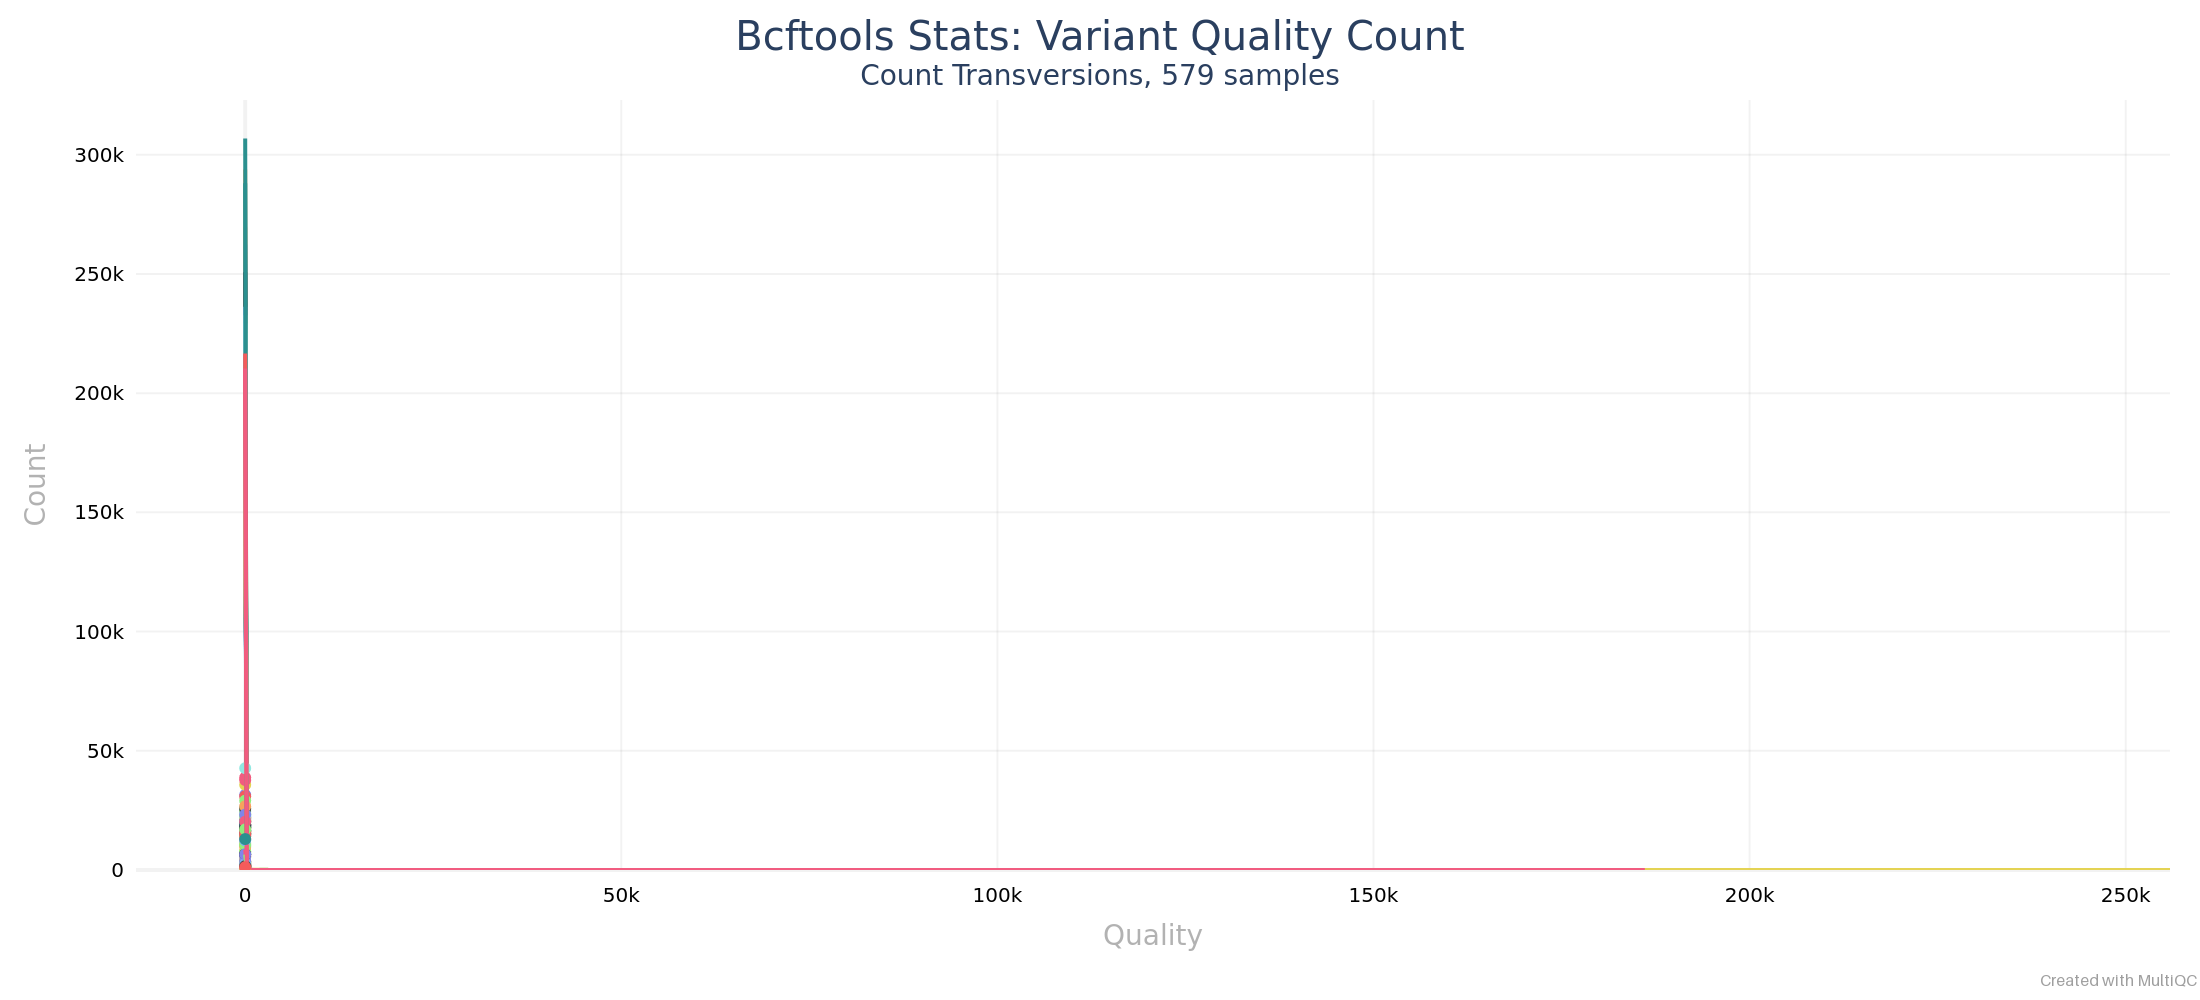 Bcftools Stats: Variant Quality Count
Count Transversions, 579 samples
300k
250k
200k
150k
100k
50k
0
Count
0 50k 100k 150k 200k 250k
Quality
Created with MultiQC